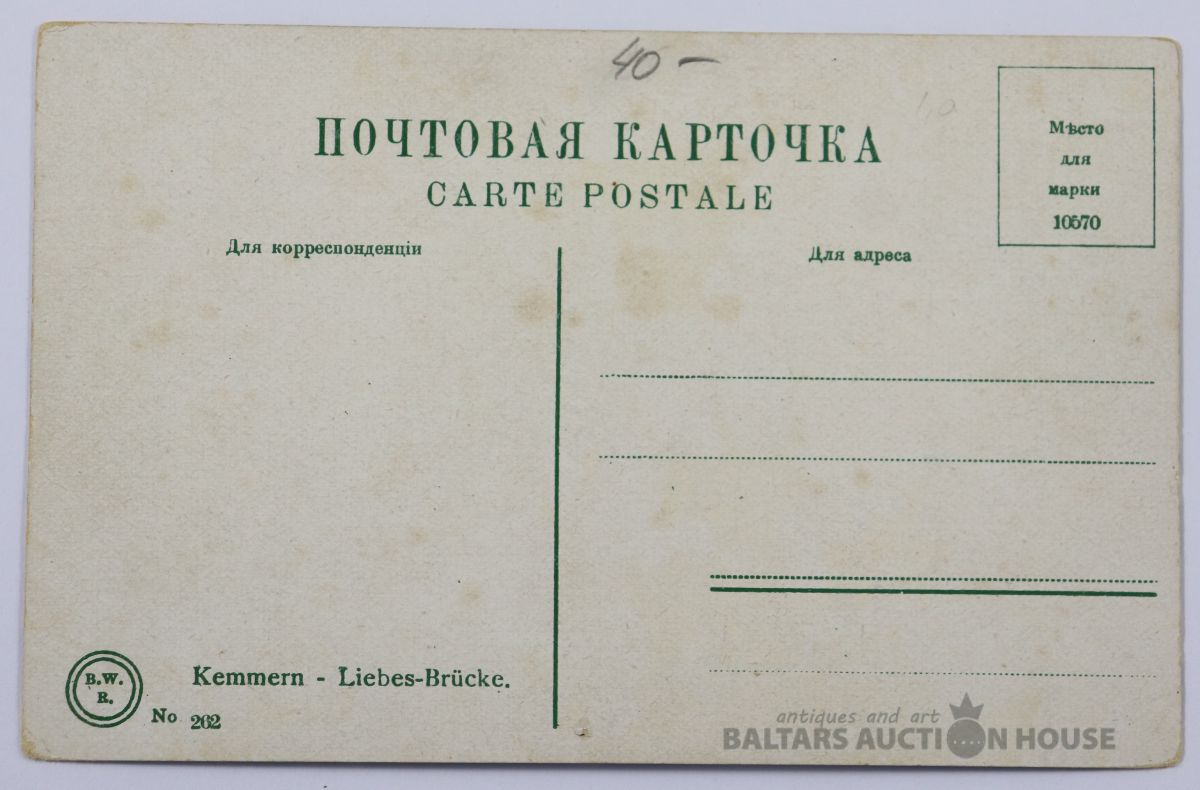 40 –
ПОЧТОВАЯ КАРТОЧКА
CARTE POSTALE
Мѣсто
для
марки
10570
Для корреспонденціи
Для адреса
B.W.
R.
Kemmern - Liebes-Brücke.
No 262
antiques and art
BALTARS AUCTION HOUSE